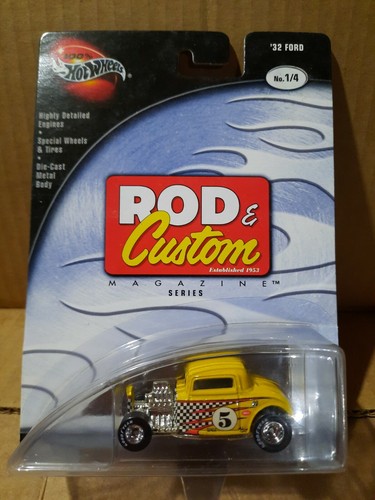 100%
Hot Wheels
'32 FORD
No. 1/4
Highly Detailed
Engines
•
Special Wheels
& Tires
•
Die-Cast
Metal
Body
ROD &
Custom
Established 1953
MAGAZINE™
SERIES
5